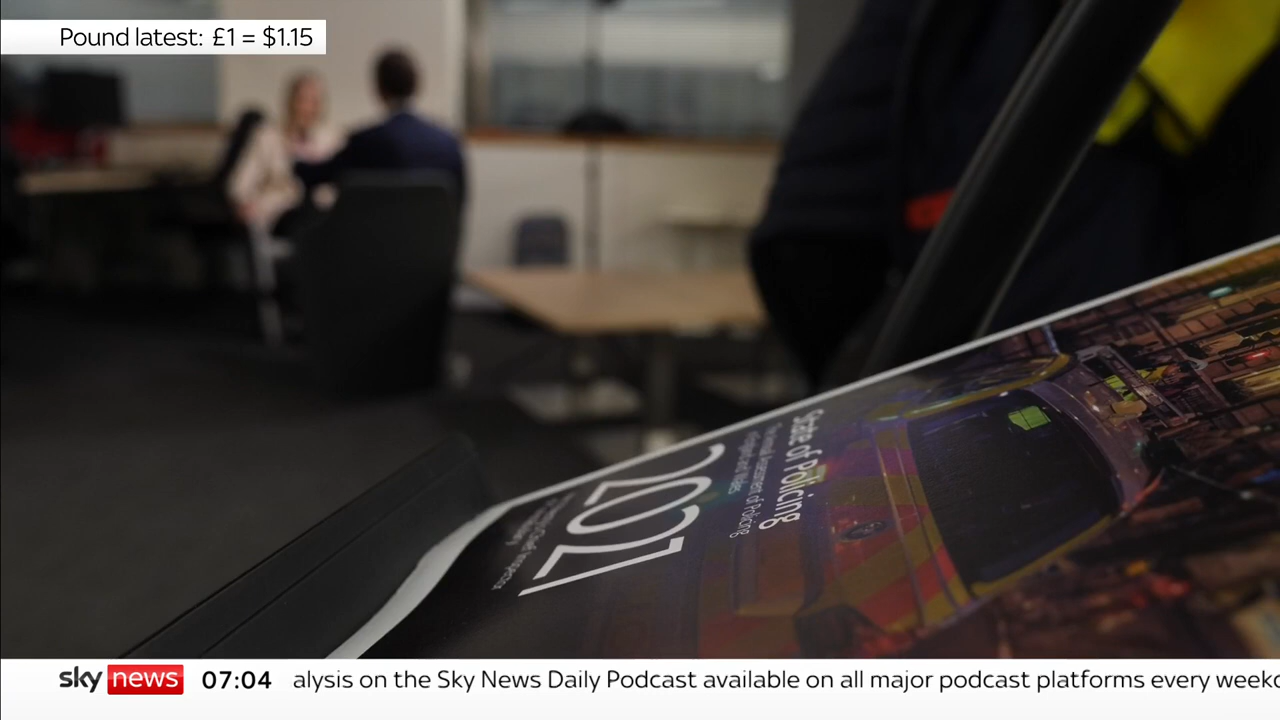 Pound latest: £1 = $1.15
State of Policing
The Annual Assessment of Policing
in England and Wales
2021
sky news 07:04 alysis on the Sky News Daily Podcast available on all major podcast platforms every week